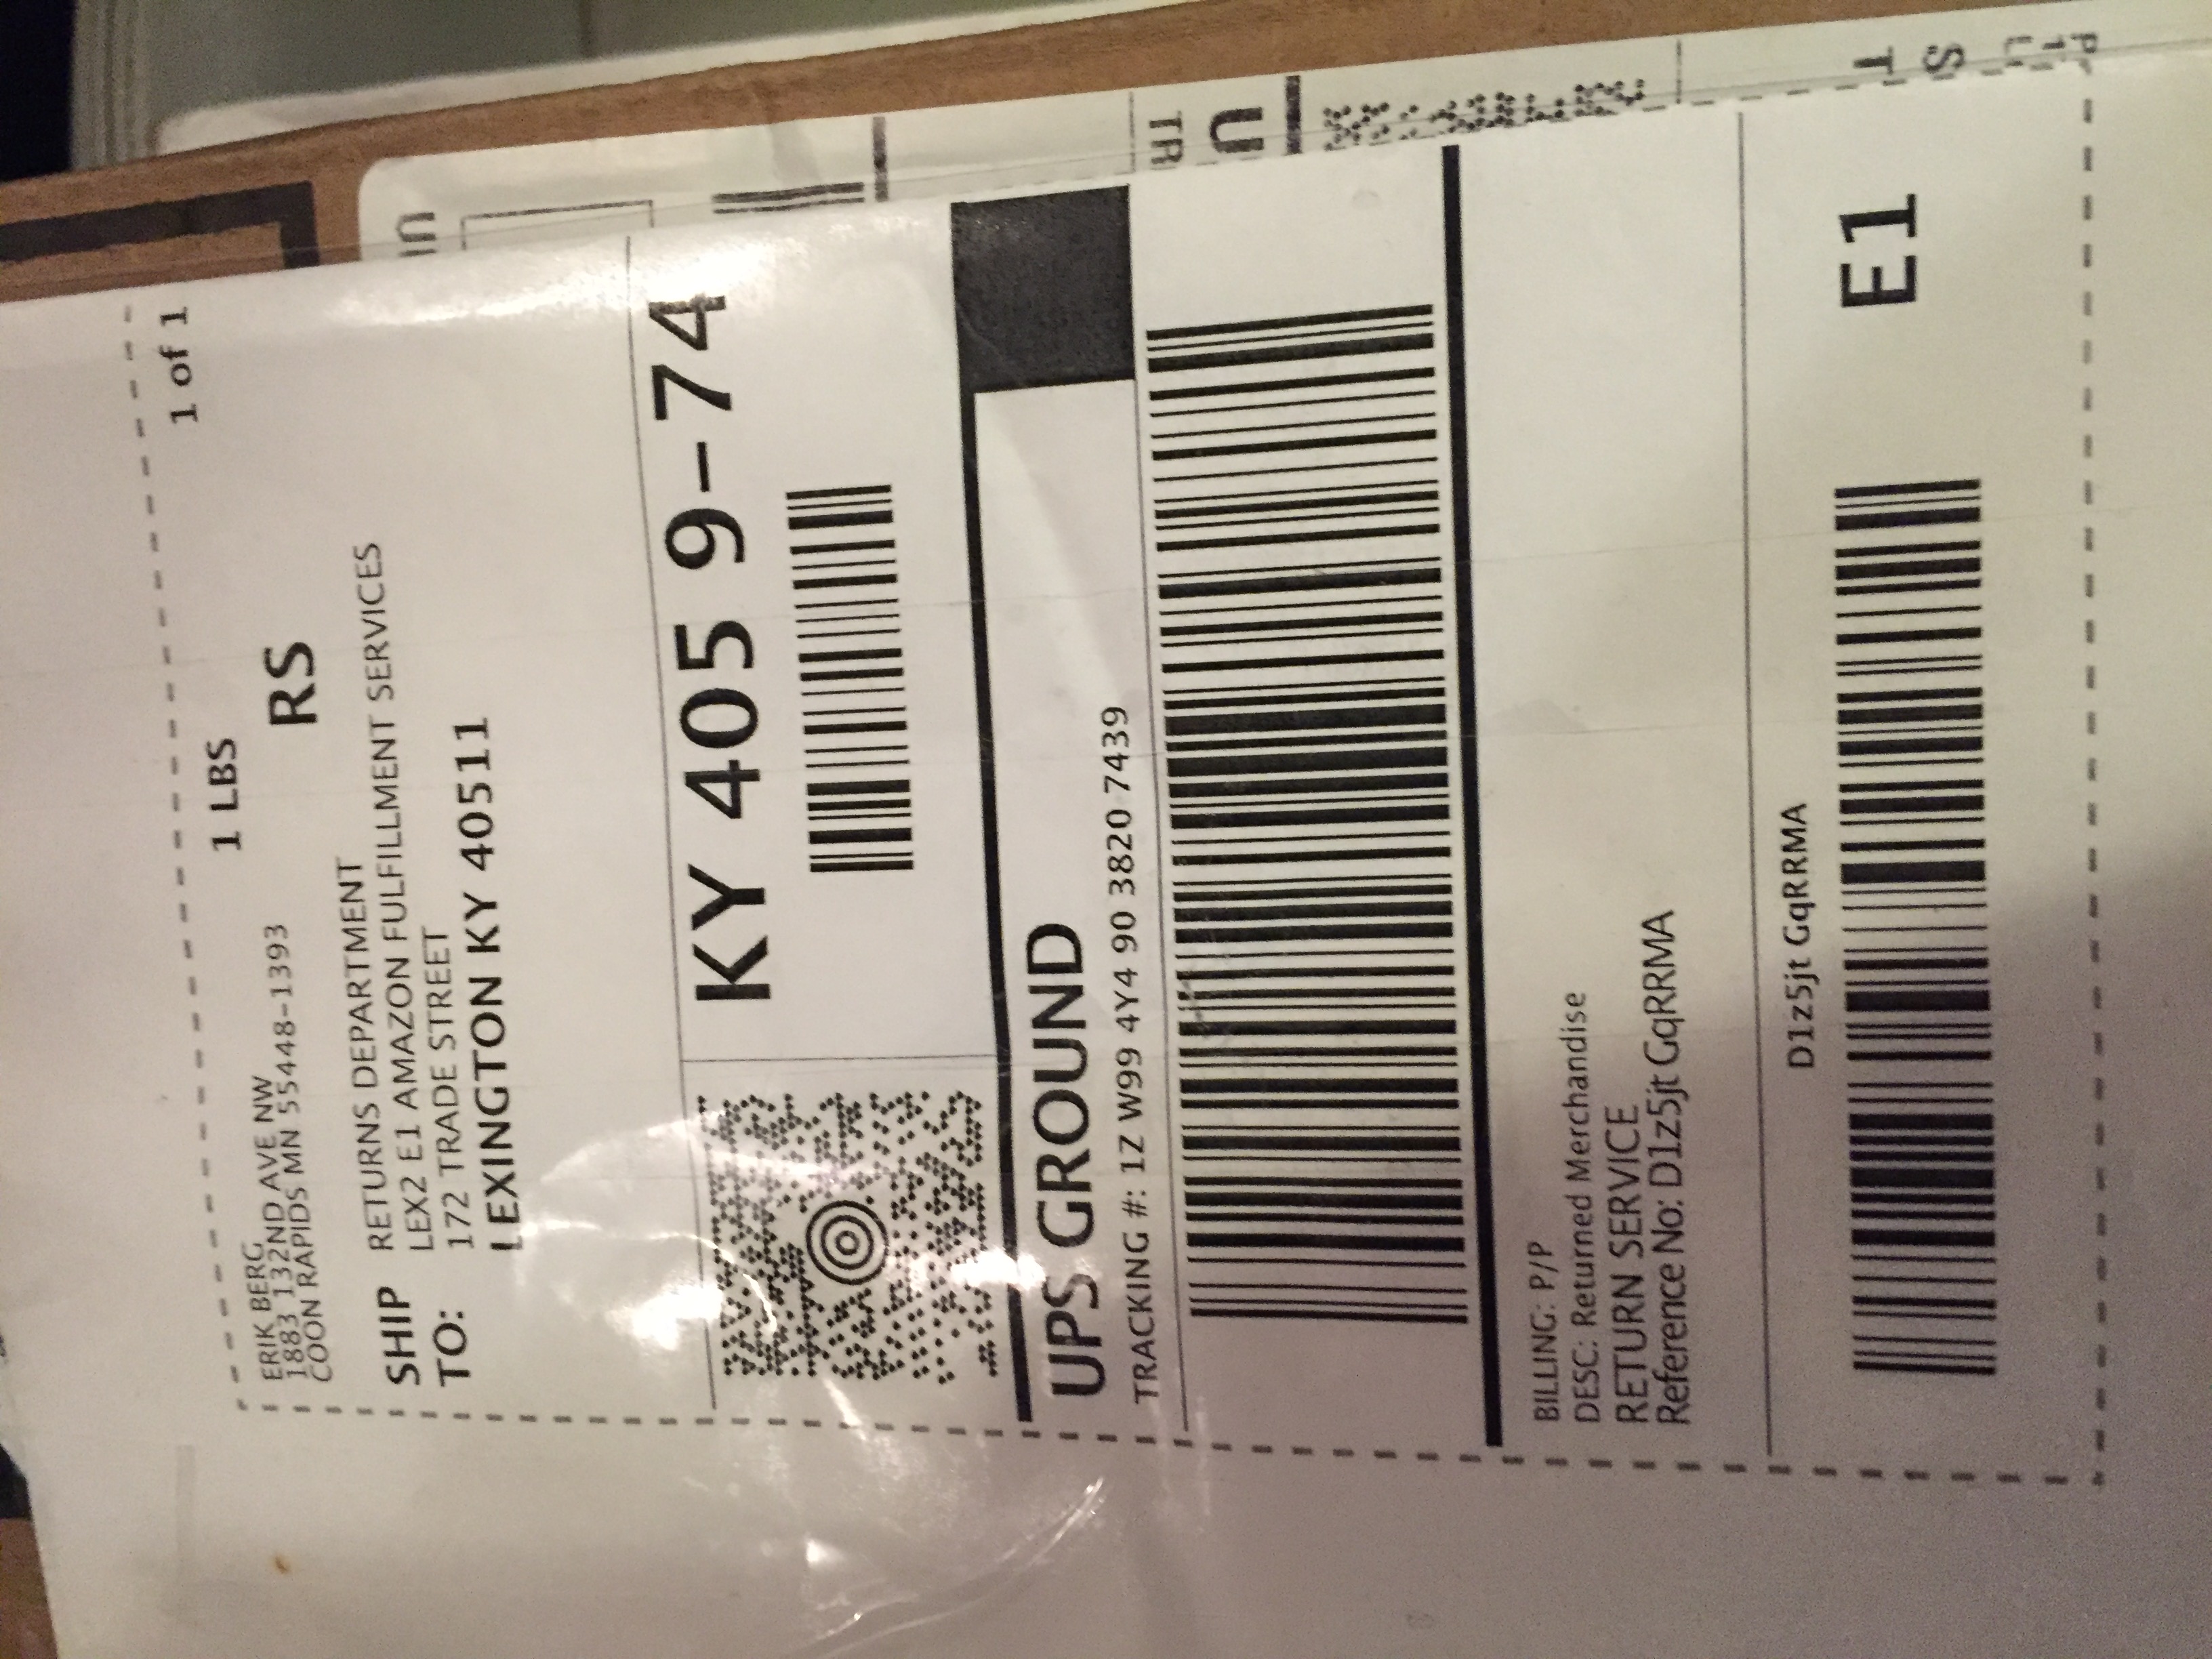 1 LBS
1 of 1
ERIK BERG
1883 132ND AVE NW
COON RAPIDS MN 55448-1393
RS
SHIP
TO:
RETURNS DEPARTMENT
LEX2 E1 AMAZON FULFILLMENT SERVICES
172 TRADE STREET
LEXINGTON KY 40511
KY 405 9-74
UPS GROUND
TRACKING #: 1Z W99 4Y4 90 3820 7439
BILLING: P/P
DESC: Returned Merchandise
RETURN SERVICE
Reference No: D1z5jt GqRRMA
D1z5jt GqRRMA
E1
TR
U